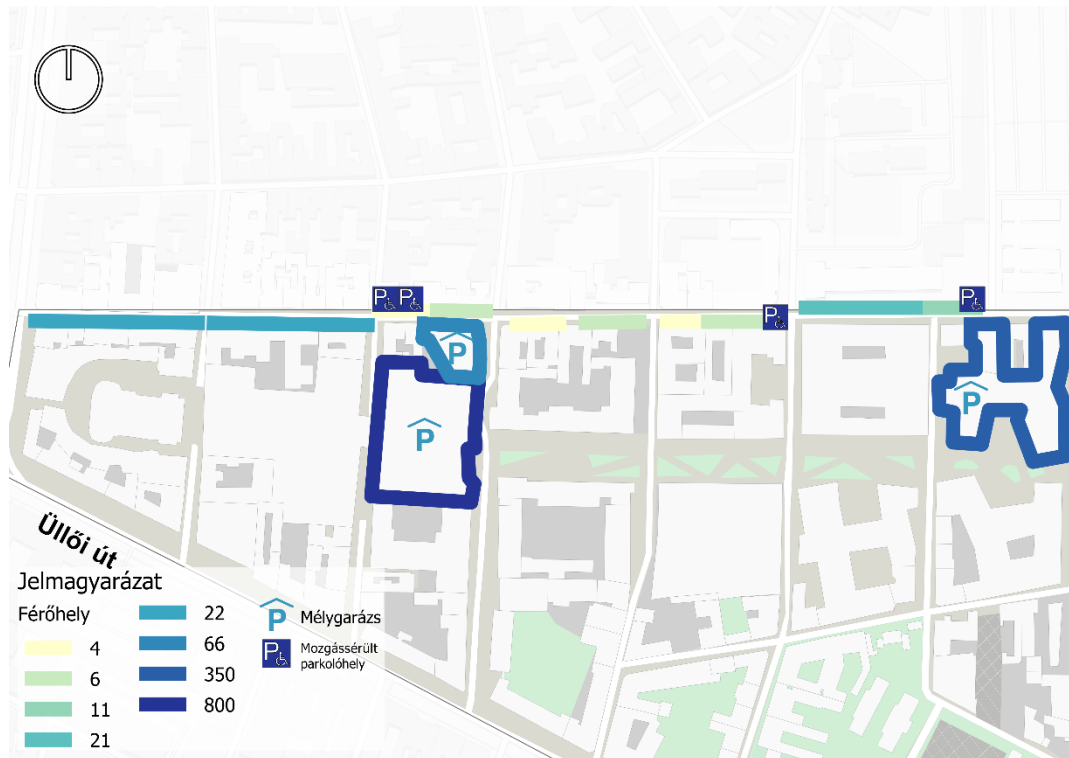 P P
P
P
P
P
P
Üllői út
Jelmagyarázat
Férőhely
4
6
11
21
22
66
350
800
P Mélygarázs
P Mozgássérült
parkolóhely